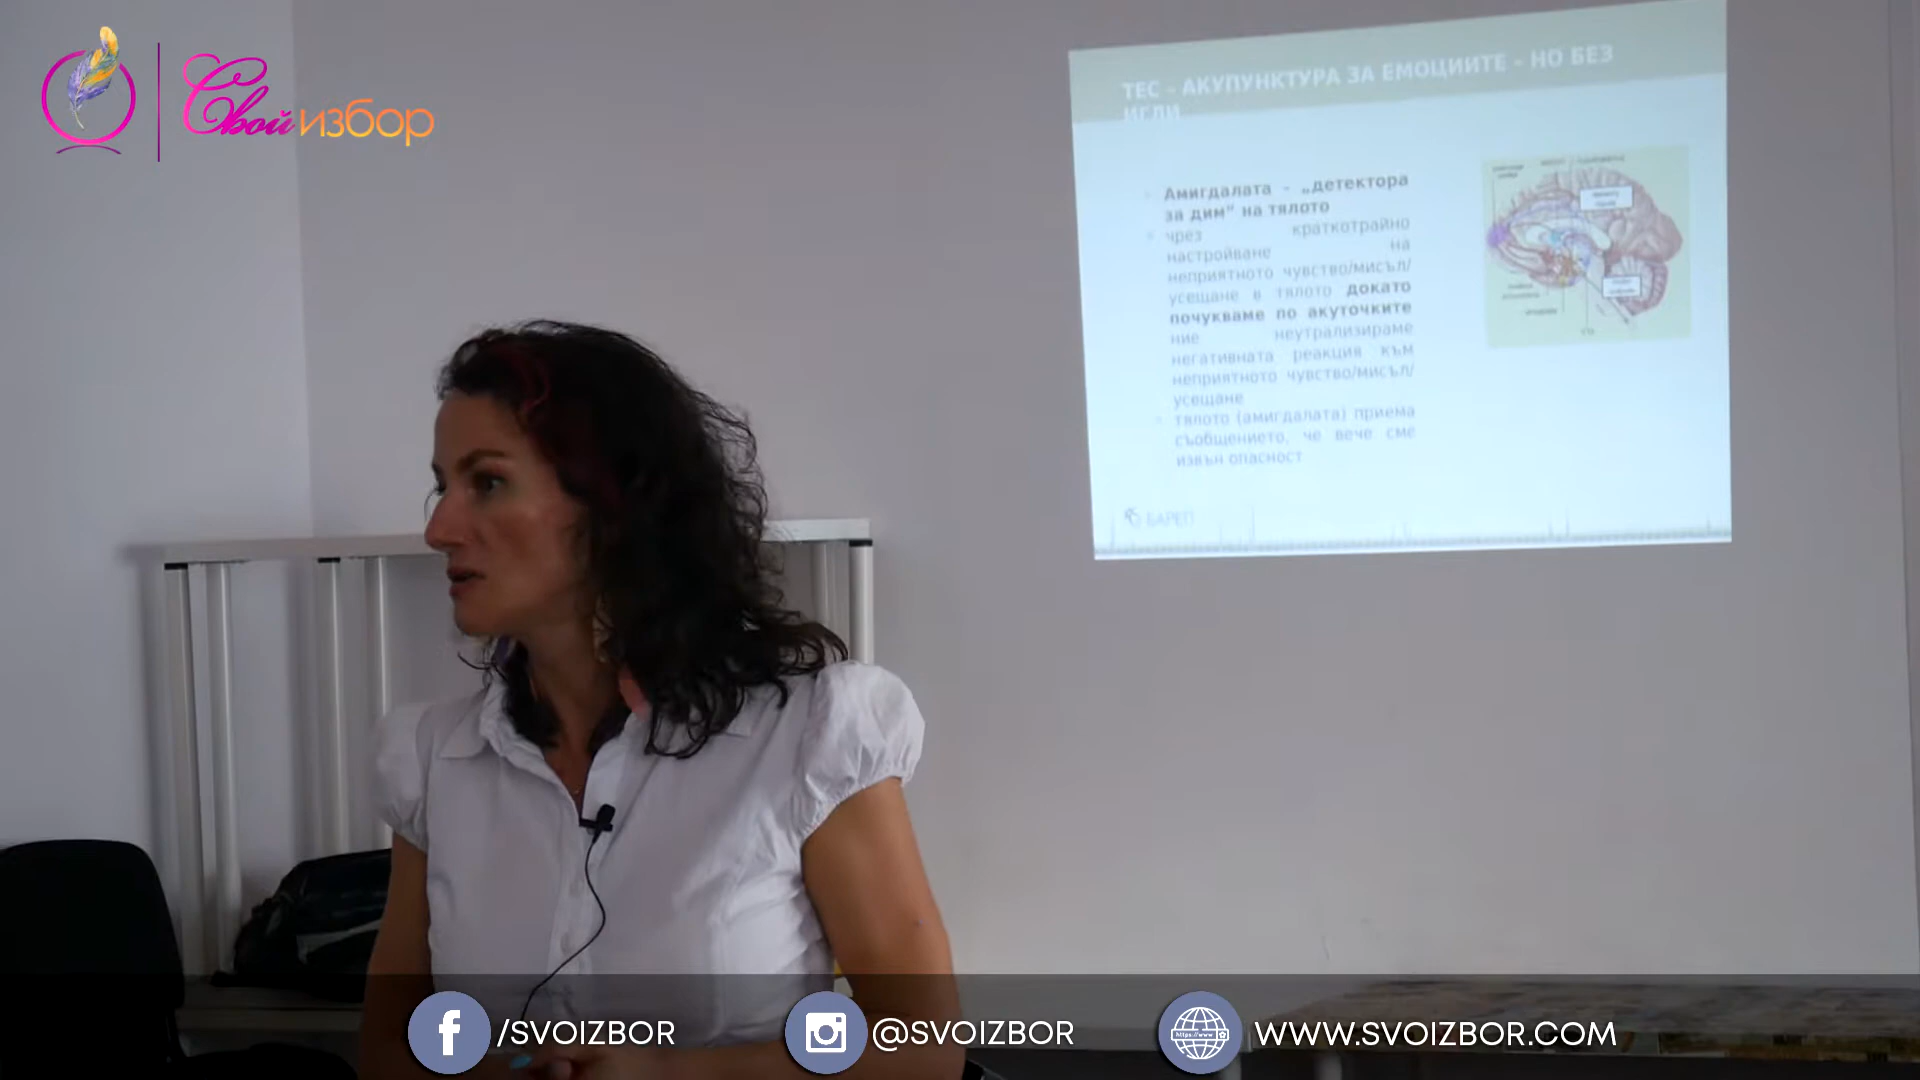 Свой избор
ТЕС – АКУПУНКТУРА ЗА ЕМОЦИИТЕ - НО БЕЗ
ИГЛИ
Амигдалата - „детектора
за дим" на тялото
чрез краткотрайно
настройване на
неприятното чувство/мисъл/
усещане в тялото докато
почукваме по акуточките
ние неутрализираме
негативната реакция към
неприятното чувство/мисъл/
усещане
тялото (амигдалата) приема
съобщението, че вече сме
извън опасност
БАРЕП
/SVOIZBOR
@SVOIZBOR
WWW.SVOIZBOR.COM